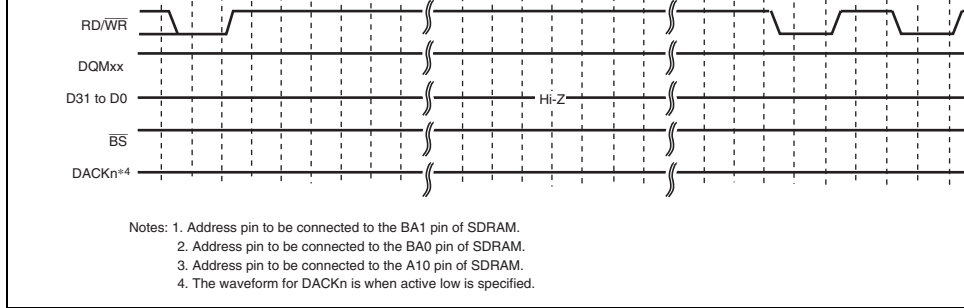 RD/WR
DQMxx
D31 to D0
Hi-Z
BS
DACKn*4
Notes: 1. Address pin to be connected to the BA1 pin of SDRAM.
2. Address pin to be connected to the BA0 pin of SDRAM.
3. Address pin to be connected to the A10 pin of SDRAM.
4. The waveform for DACKn is when active low is specified.